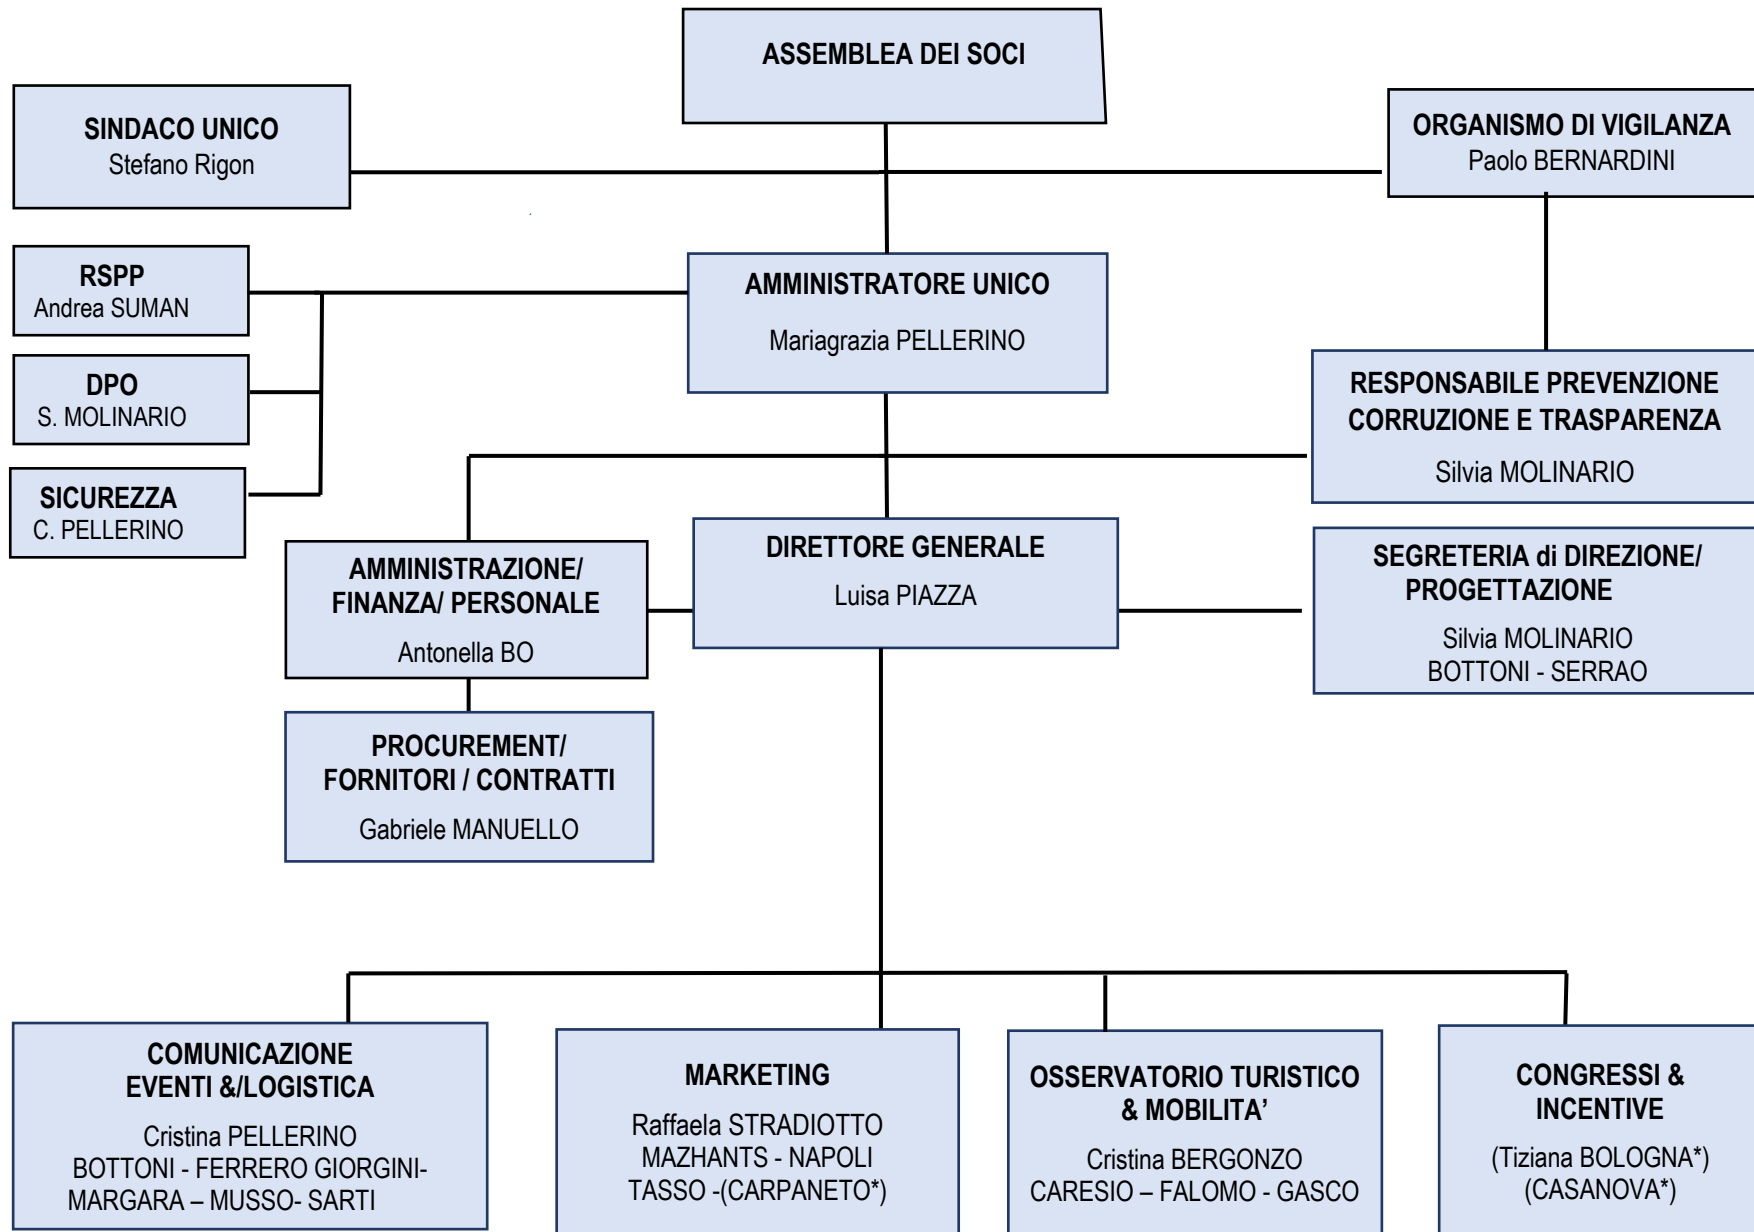 ASSEMBLEA DEI SOCI
SINDACO UNICO
Stefano Rigon
ORGANISMO DI VIGILANZA
Paolo BERNARDINI
RSPP
Andrea SUMAN
AMMINISTRATORE UNICO
Mariagrazia PELLERINO
DPO
S. MOLINARIO
RESPONSABILE PREVENZIONE
CORRUZIONE E TRASPARENZA
Silvia MOLINARIO
SICUREZZA
C. PELLERINO
AMMINISTRAZIONE/
FINANZA/ PERSONALE
Antonella BO
DIRETTORE GENERALE
Luisa PIAZZA
SEGRETERIA di DIREZIONE/
PROGETTAZIONE
Silvia MOLINARIO
BOTTONI - SERRAO
PROCUREMENT/
FORNITORI / CONTRATTI
Gabriele MANUELLO
COMUNICAZIONE
EVENTI &/LOGISTICA
Cristina PELLERINO
BOTTONI - FERRERO GIORGINI-
MARGARA – MUSSO- SARTI
MARKETING
Raffaela STRADIOTTO
MAZHANTS - NAPOLI
TASSO -(CARPANETO*)
OSSERVATORIO TURISTICO
& MOBILITA’
Cristina BERGONZO
CARESIO – FALOMO - GASCO
CONGRESSI &
INCENTIVE
(Tiziana BOLOGNA*)
(CASANOVA*)